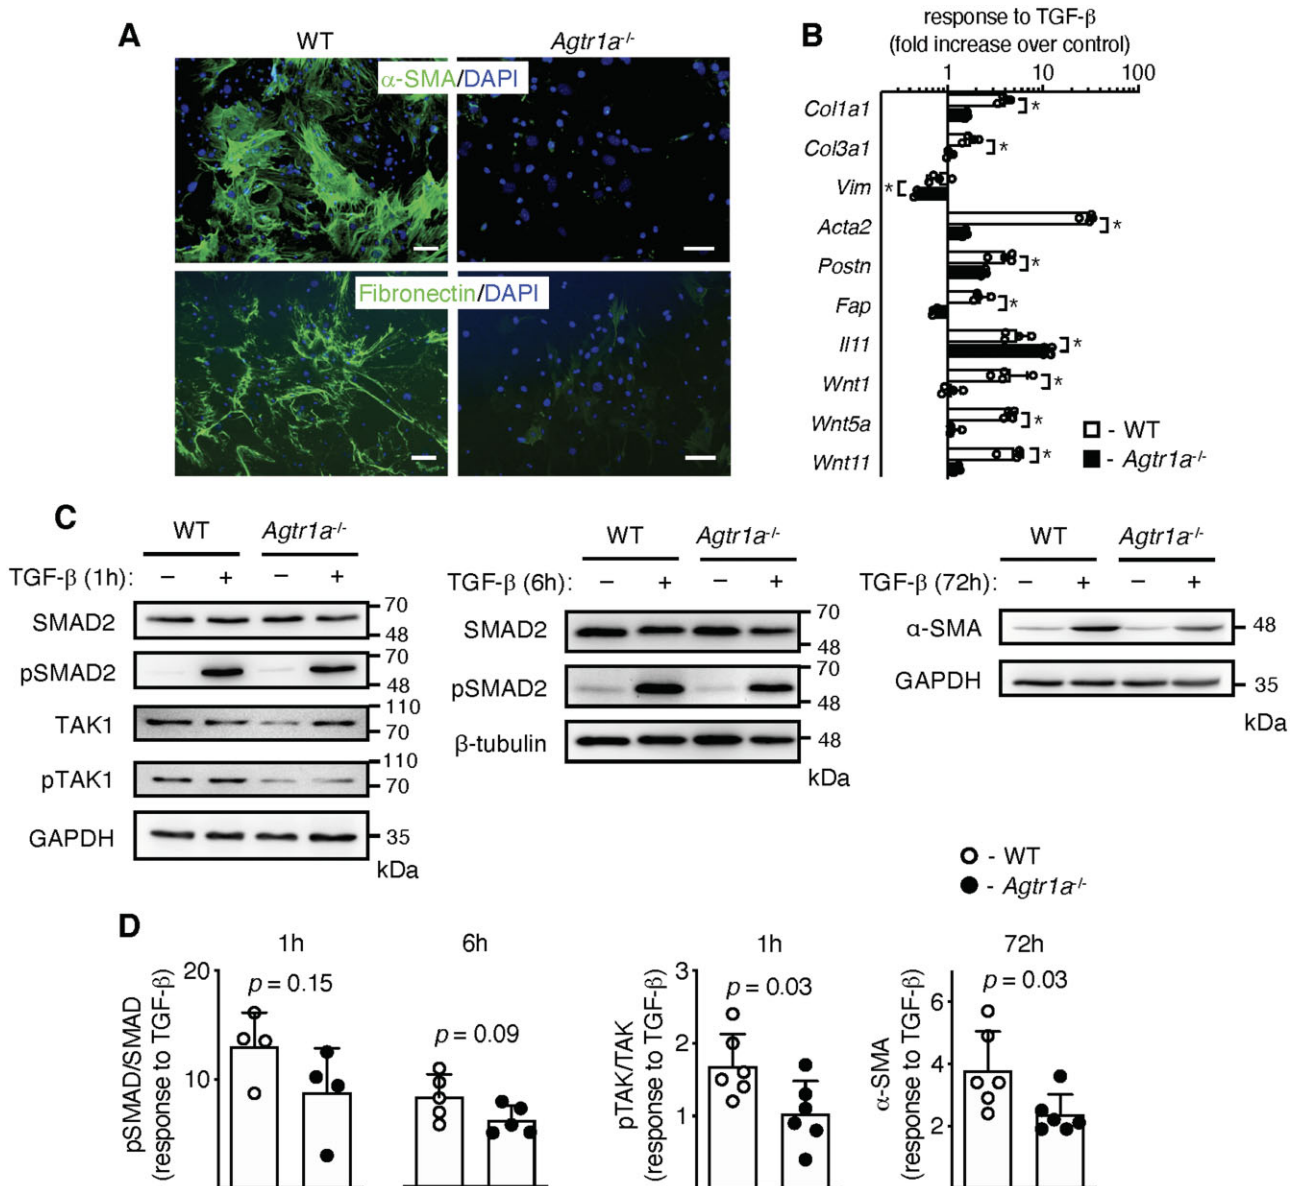 A
WT
Agtr1a-/-
α-SMA/DAPI
Fibronectin/DAPI
B
response to TGF-β
(fold increase over control)
1 10 100
Col1a1 *
Col3a1 *
Vim *
Acta2 *
Postn *
Fap *
Il11 *
Wnt1 *
Wnt5a *
Wnt11 *
- WT
- Agtr1a-/-
C
WT Agtr1a-/-
TGF-β (1h): – + – +
SMAD2 70
48
pSMAD2 70
48
TAK1 110
70
pTAK1 110
70
GAPDH 35
kDa
WT Agtr1a-/-
TGF-β (6h): – + – +
SMAD2 70
48
pSMAD2 70
48
β-tubulin 48
kDa
WT Agtr1a-/-
TGF-β (72h): – + – +
α-SMA 48
GAPDH 35
kDa
- WT
- Agtr1a-/-
D
pSMAD/SMAD
(response to TGF-β)
20
10
1h
p = 0.15
6h
p = 0.09
pTAK/TAK
(response to TGF-β)
3
2
1
1h
p = 0.03
α-SMA
(response to TGF-β)
6
4
2
72h
p = 0.03